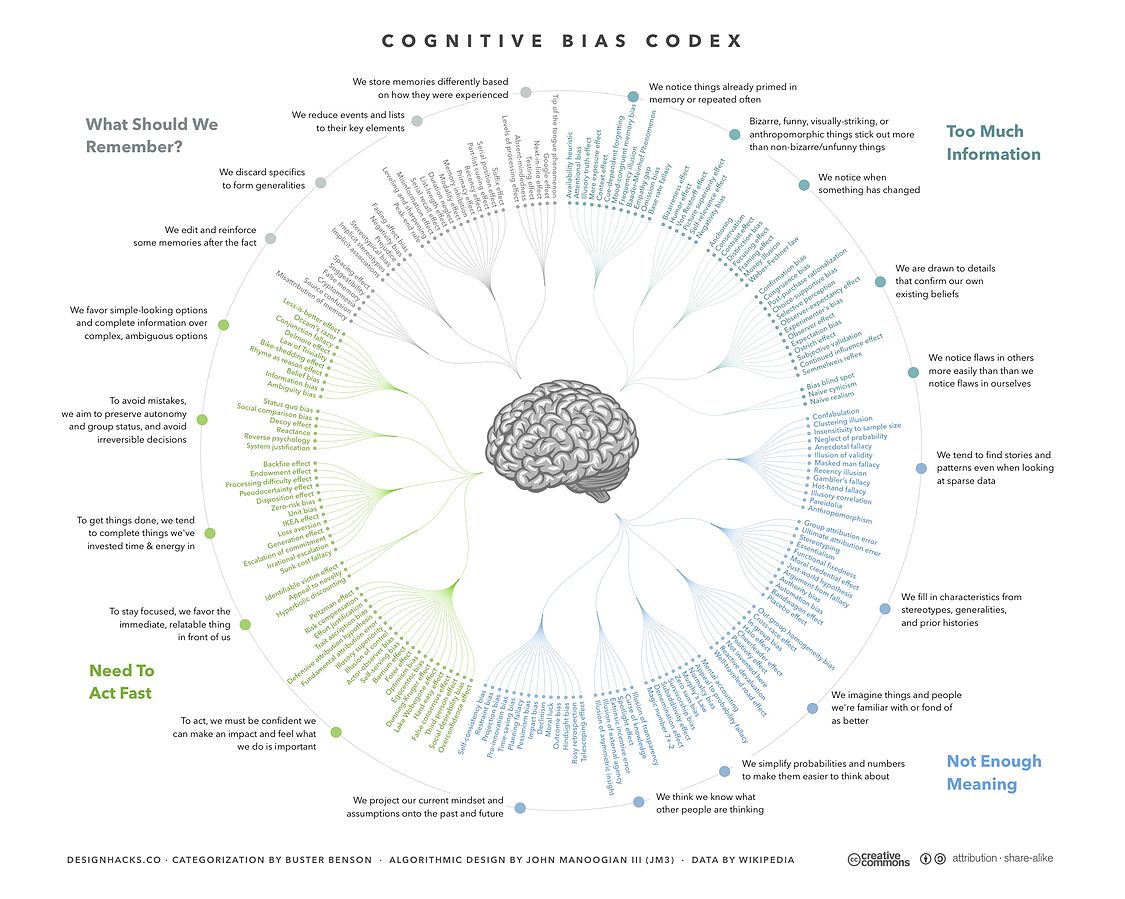 COGNITIVE BIAS CODEX
What Should We
Remember?
We store memories differently based
on how they were experienced
We reduce events and lists
to their key elements
We discard specifics
to form generalities
We edit and reinforce
some memories after the fact
Too Much
Information
We notice things already primed in
memory or repeated often
Bizarre, funny, visually-striking, or
anthropomorphic things stick out more
than non-bizarre/unfunny things
We notice when
something has changed
We are drawn to details
that confirm our own
existing beliefs
We notice flaws in others
more easily than than we
notice flaws in ourselves
Not Enough
Meaning
We tend to find stories and
patterns even when looking
at sparse data
We fill in characteristics from
stereotypes, generalities,
and prior histories
We imagine things and people
we're familiar with or fond of
as better
We simplify probabilities and numbers
to make them easier to think about
We think we know what
other people are thinking
We project our current mindset and
assumptions onto the past and future
Need To
Act Fast
We favor simple-looking options
and complete information over
complex, ambiguous options
To avoid mistakes,
we aim to preserve autonomy
and group status, and avoid
irreversible decisions
To get things done, we tend
to complete things we've
invested time & energy in
To stay focused, we favor the
immediate, relatable thing
in front of us
To act, we must be confident we
can make an impact and feel what
we do is important
Availability heuristic
Attentional bias
Illusory truth effect
Mere exposure effect
Context effect
Cue-dependent forgetting
Mood-congruent memory bias
Frequency illusion
Baader-Meinhof Phenomenon
Empathy gap
Omission bias
Base rate fallacy
Bizarreness effect
Humor effect
Von Restorff effect
Picture superiority effect
Self-relevance effect
Negativity bias
Anchoring
Conservatism
Contrast effect
Distinction bias
Focusing effect
Framing effect
Money illusion
Weber-Fechner law
Confirmation bias
Congruence bias
Post-purchase rationalization
Choice-supportive bias
Selective perception
Observer-expectancy effect
Experimenter's bias
Observer effect
Expectation bias
Ostrich effect
Subjective validation
Continued influence effect
Semmelweis reflex
Bias blind spot
Naïve cynicism
Naïve realism
Confabulation
Clustering illusion
Insensitivity to sample size
Neglect of probability
Anecdotal fallacy
Illusion of validity
Masked man fallacy
Recency illusion
Gambler's fallacy
Hot-hand fallacy
Illusory correlation
Pareidolia
Anthropomorphism
Group attribution error
Ultimate attribution error
Stereotyping
Essentialism
Functional fixedness
Moral credential effect
Just-world hypothesis
Argument from fallacy
Authority bias
Automation bias
Bandwagon effect
Placebo effect
Out-group homogeneity bias
Cross-race effect
In-group bias
Halo effect
Cheerleader effect
Positivity effect
Not invented here
Reactive devaluation
Well-traveled road effect
Mental accounting
Appeal to probability fallacy
Normalcy bias
Murphy's Law
Zero sum bias
Survivorship bias
Subadditivity effect
Denomination effect
Magic number 7+-2
Illusion of transparency
Curse of knowledge
Spotlight effect
Extrinsic incentive error
Illusion of external agency
Illusion of asymmetric insight
Telescoping effect
Rosy retrospection
Hindsight bias
Outcome bias
Moral luck
Declinism
Impact bias
Pessimism bias
Planning fallacy
Time-saving bias
Pro-innovation bias
Projection bias
Restraint bias
Self-consistency bias
Overconfidence effect
Social desirability bias
Third-person effect
False consensus effect
Hard-easy effect
Lake Wobegone effect
Dunning-Kruger effect
Egocentric bias
Optimism bias
Forer effect
Barnum effect
Self-serving bias
Actor-observer bias
Illusion of control
Illusory superiority
Fundamental attribution error
Defensive attribution hypothesis
Trait ascription bias
Effort justification
Risk compensation
Peltzman effect
Hyperbolic discounting
Appeal to novelty
Identifiable victim effect
Sunk cost fallacy
Irrational escalation
Escalation of commitment
Generation effect
Loss aversion
IKEA effect
Unit bias
Zero-risk bias
Disposition effect
Pseudocertainty effect
Processing difficulty effect
Endowment effect
Backfire effect
System justification
Reverse psychology
Reactance
Decoy effect
Social comparison bias
Status quo bias
Ambiguity bias
Information bias
Belief bias
Rhyme as reason effect
Bike-shedding effect
Law of Triviality
Delmore effect
Conjunction fallacy
Occam's razor
Less-is-better effect
Misattribution of memory
Source confusion
Cryptomnesia
False memory
Suggestibility
Spacing effect
Implicit associations
Implicit stereotypes
Stereotypical bias
Prejudice
Negativity bias
Fading affect bias
Peak-end rule
Leveling and sharpening
Misinformation effect
Serial recall effect
List-length effect
Duration neglect
Modality effect
Memory inhibition
Primacy effect
Recency effect
Part-list cueing effect
Serial position effect
Suffix effect
Levels of processing effect
Absent-mindedness
Testing effect
Next-in-line effect
Google effect
Tip of the tongue phenomenon
DESIGNHACKS.CO · CATEGORIZATION BY BUSTER BENSON · ALGORITHMIC DESIGN BY JOHN MANOOGIAN III (JM3) · DATA BY WIKIPEDIA
cc creative commons
attribution · share-alike